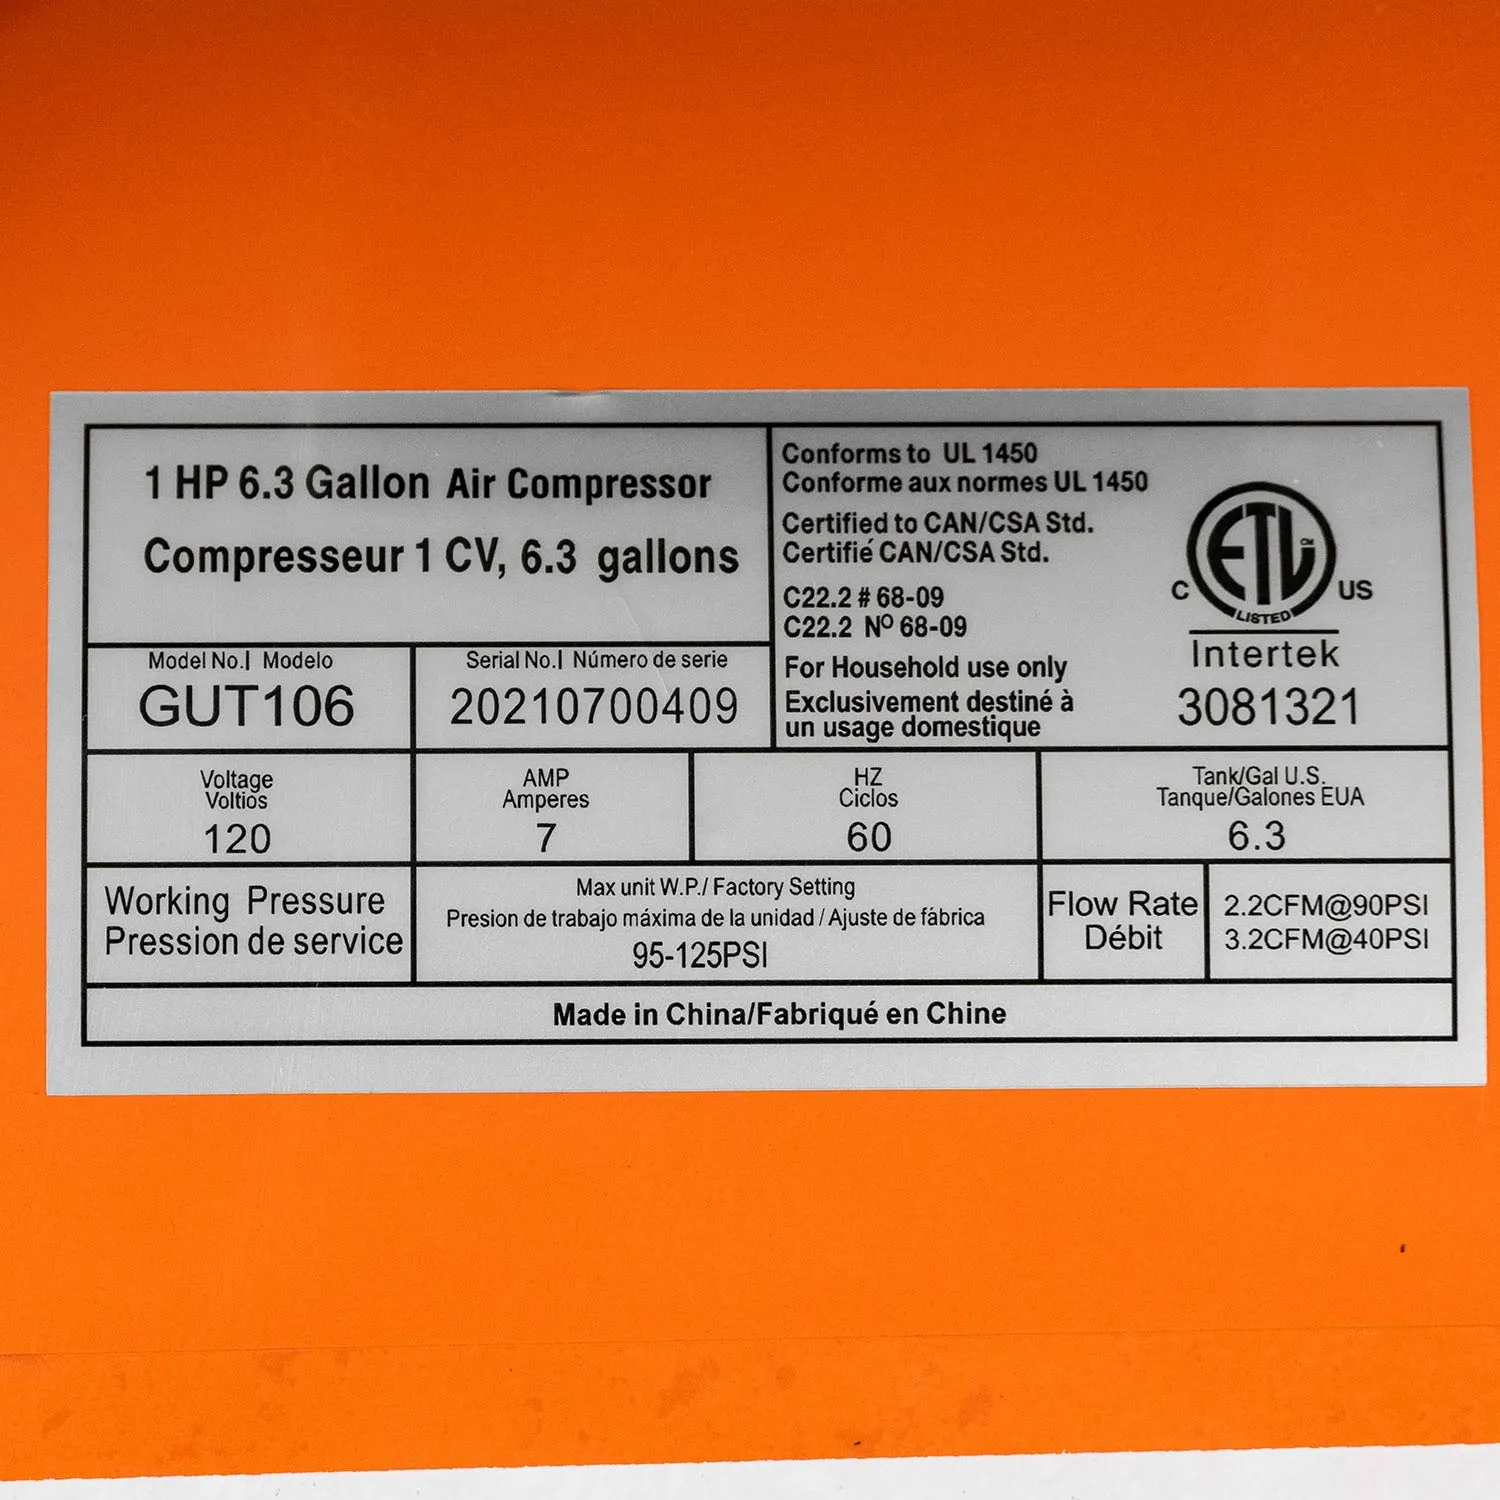 1 HP 6.3 Gallon Air Compressor
Compresseur 1 CV, 6.3 gallons
Conforms to UL 1450
Conforme aux normes UL 1450
Certified to CAN/CSA Std.
Certifié CAN/CSA Std.
C22.2 # 68-09
C22.2 Nº 68-09
For Household use only
Exclusivement destiné à
un usage domestique
ETL CM
C US
LISTED
Intertek
3081321
Model No.| Modelo
GUT106
Serial No.| Número de serie
20210700409
Voltage
Voltios
120
AMP
Amperes
7
HZ
Ciclos
60
Tank/Gal U.S.
Tanque/Galones EUA
6.3
Working Pressure
Pression de service
Max unit W.P./ Factory Setting
Presion de trabajo máxima de la unidad / Ajuste de fábrica
95-125PSI
Flow Rate
Débit
2.2CFM@90PSI
3.2CFM@40PSI
Made in China/Fabriqué en Chine